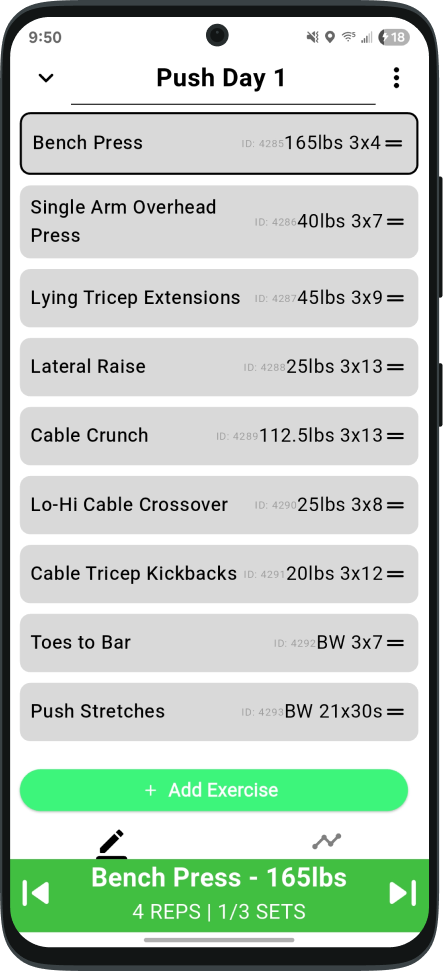 9:50
18
Push Day 1
Bench Press ID: 4285 165lbs 3x4
Single Arm Overhead
Press
ID: 4286 40lbs 3x7
Lying Tricep Extensions ID: 4287 45lbs 3x9
Lateral Raise ID: 4288 25lbs 3x13
Cable Crunch ID: 4289 112.5lbs 3x13
Lo-Hi Cable Crossover ID: 4290 25lbs 3x8
Cable Tricep Kickbacks ID: 4291 20lbs 3x12
Toes to Bar ID: 4292 BW 3x7
Push Stretches ID: 4293 BW 21x30s
+ Add Exercise
Bench Press - 165lbs
4 REPS | 1/3 SETS